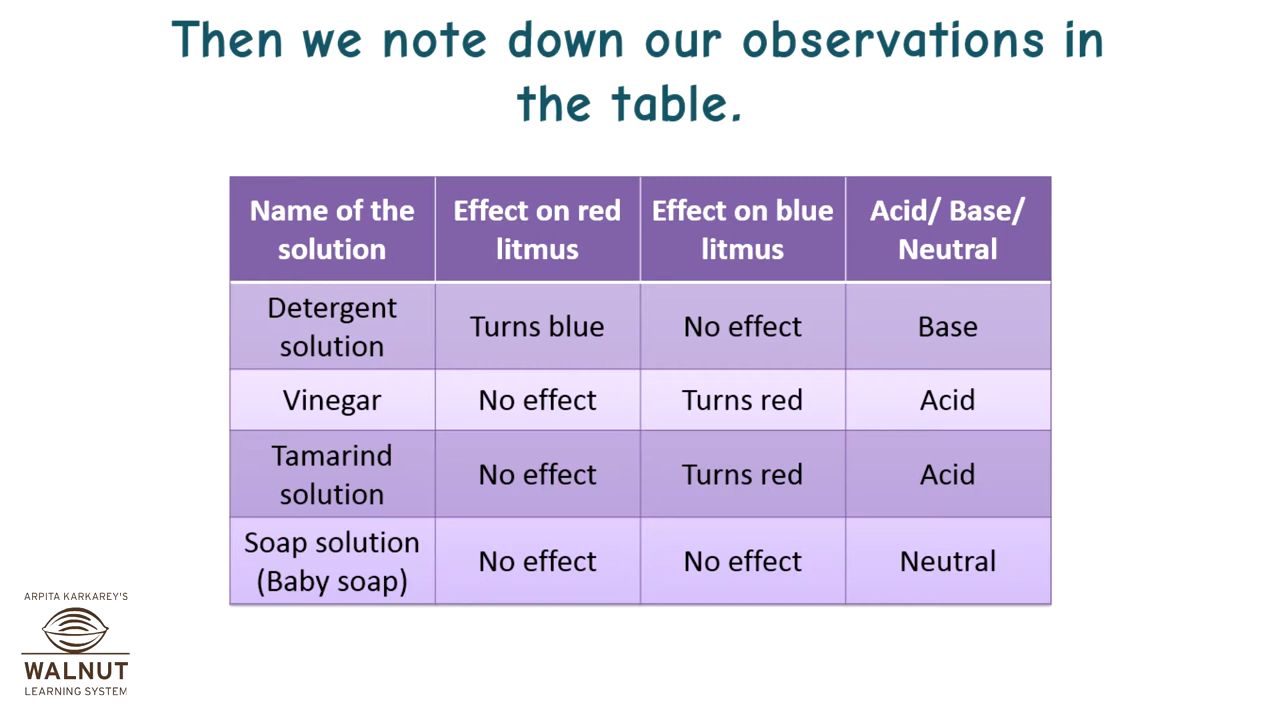 Then we note down our observations in
the table.
Name of the solution | Effect on red litmus | Effect on blue litmus | Acid/ Base/ Neutral
Detergent solution | Turns blue | No effect | Base
Vinegar | No effect | Turns red | Acid
Tamarind solution | No effect | Turns red | Acid
Soap solution (Baby soap) | No effect | No effect | Neutral
ARPITA KARKAREY'S
WALNUT
LEARNING SYSTEM